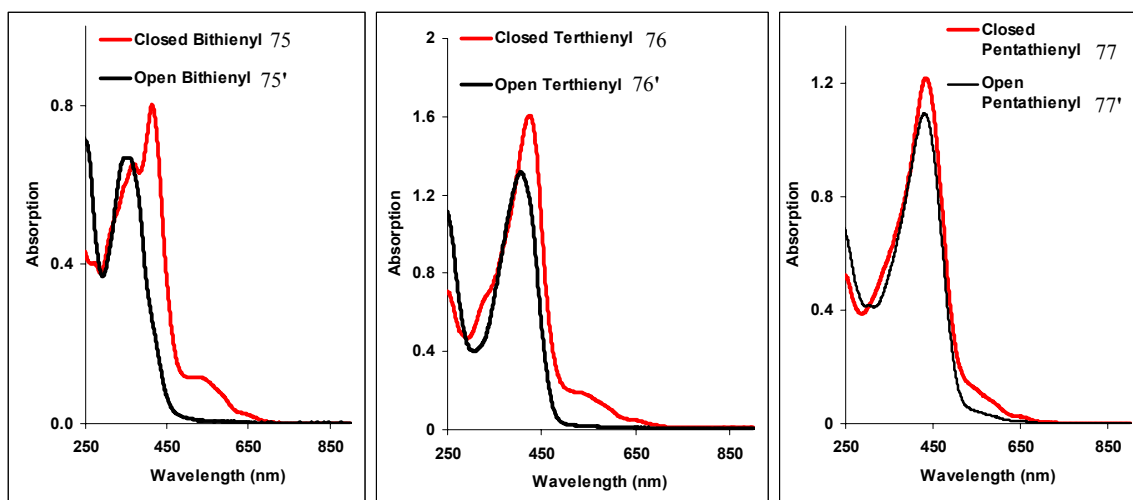 Closed Bithienyl 75
Open Bithienyl 75'
0.8
0.4
0.0
Absorption
250 450 650 850
Wavelength (nm)
Closed Terthienyl 76
Open Terthienyl 76'
2
1.6
1.2
0.8
0.4
0
Absorption
250 450 650 850
Wavelength (nm)
Closed
Pentathienyl 77
Open
Pentathienyl 77'
1.2
0.8
0.4
0.0
Absorption
250 450 650 850
Wavelength (nm)